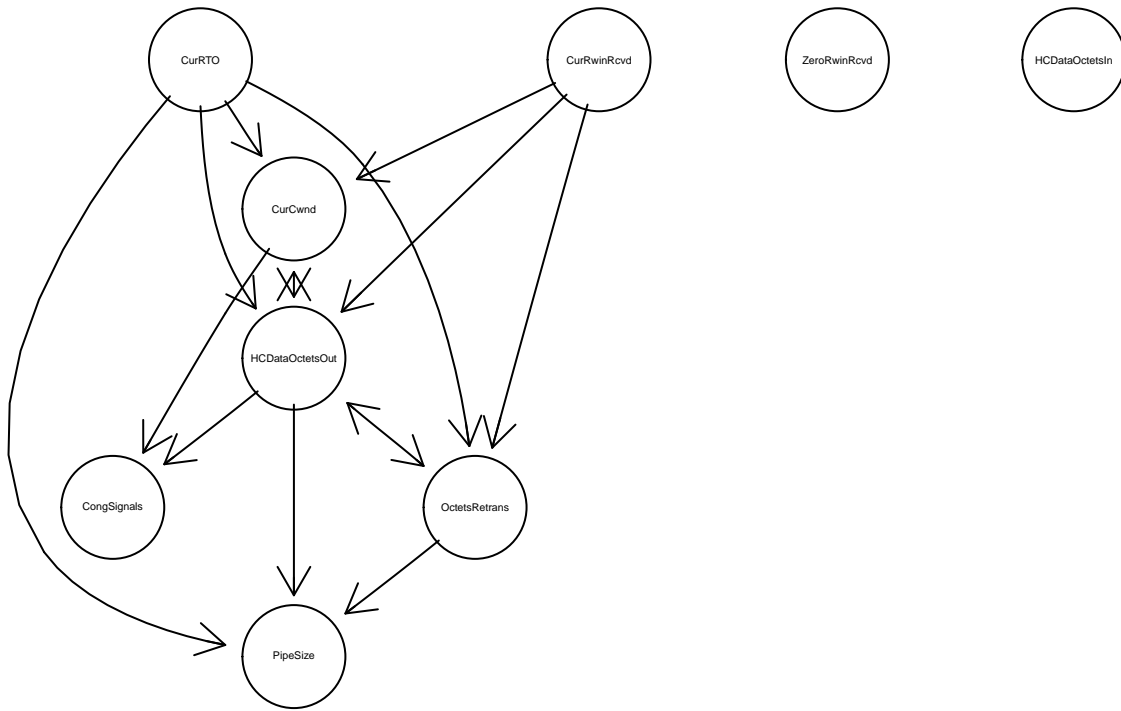 CurRTO
CurRwinRcvd
ZeroRwinRcvd
HCDataOctetsIn
CurCwnd
HCDataOctetsOut
CongSignals
OctetsRetrans
PipeSize